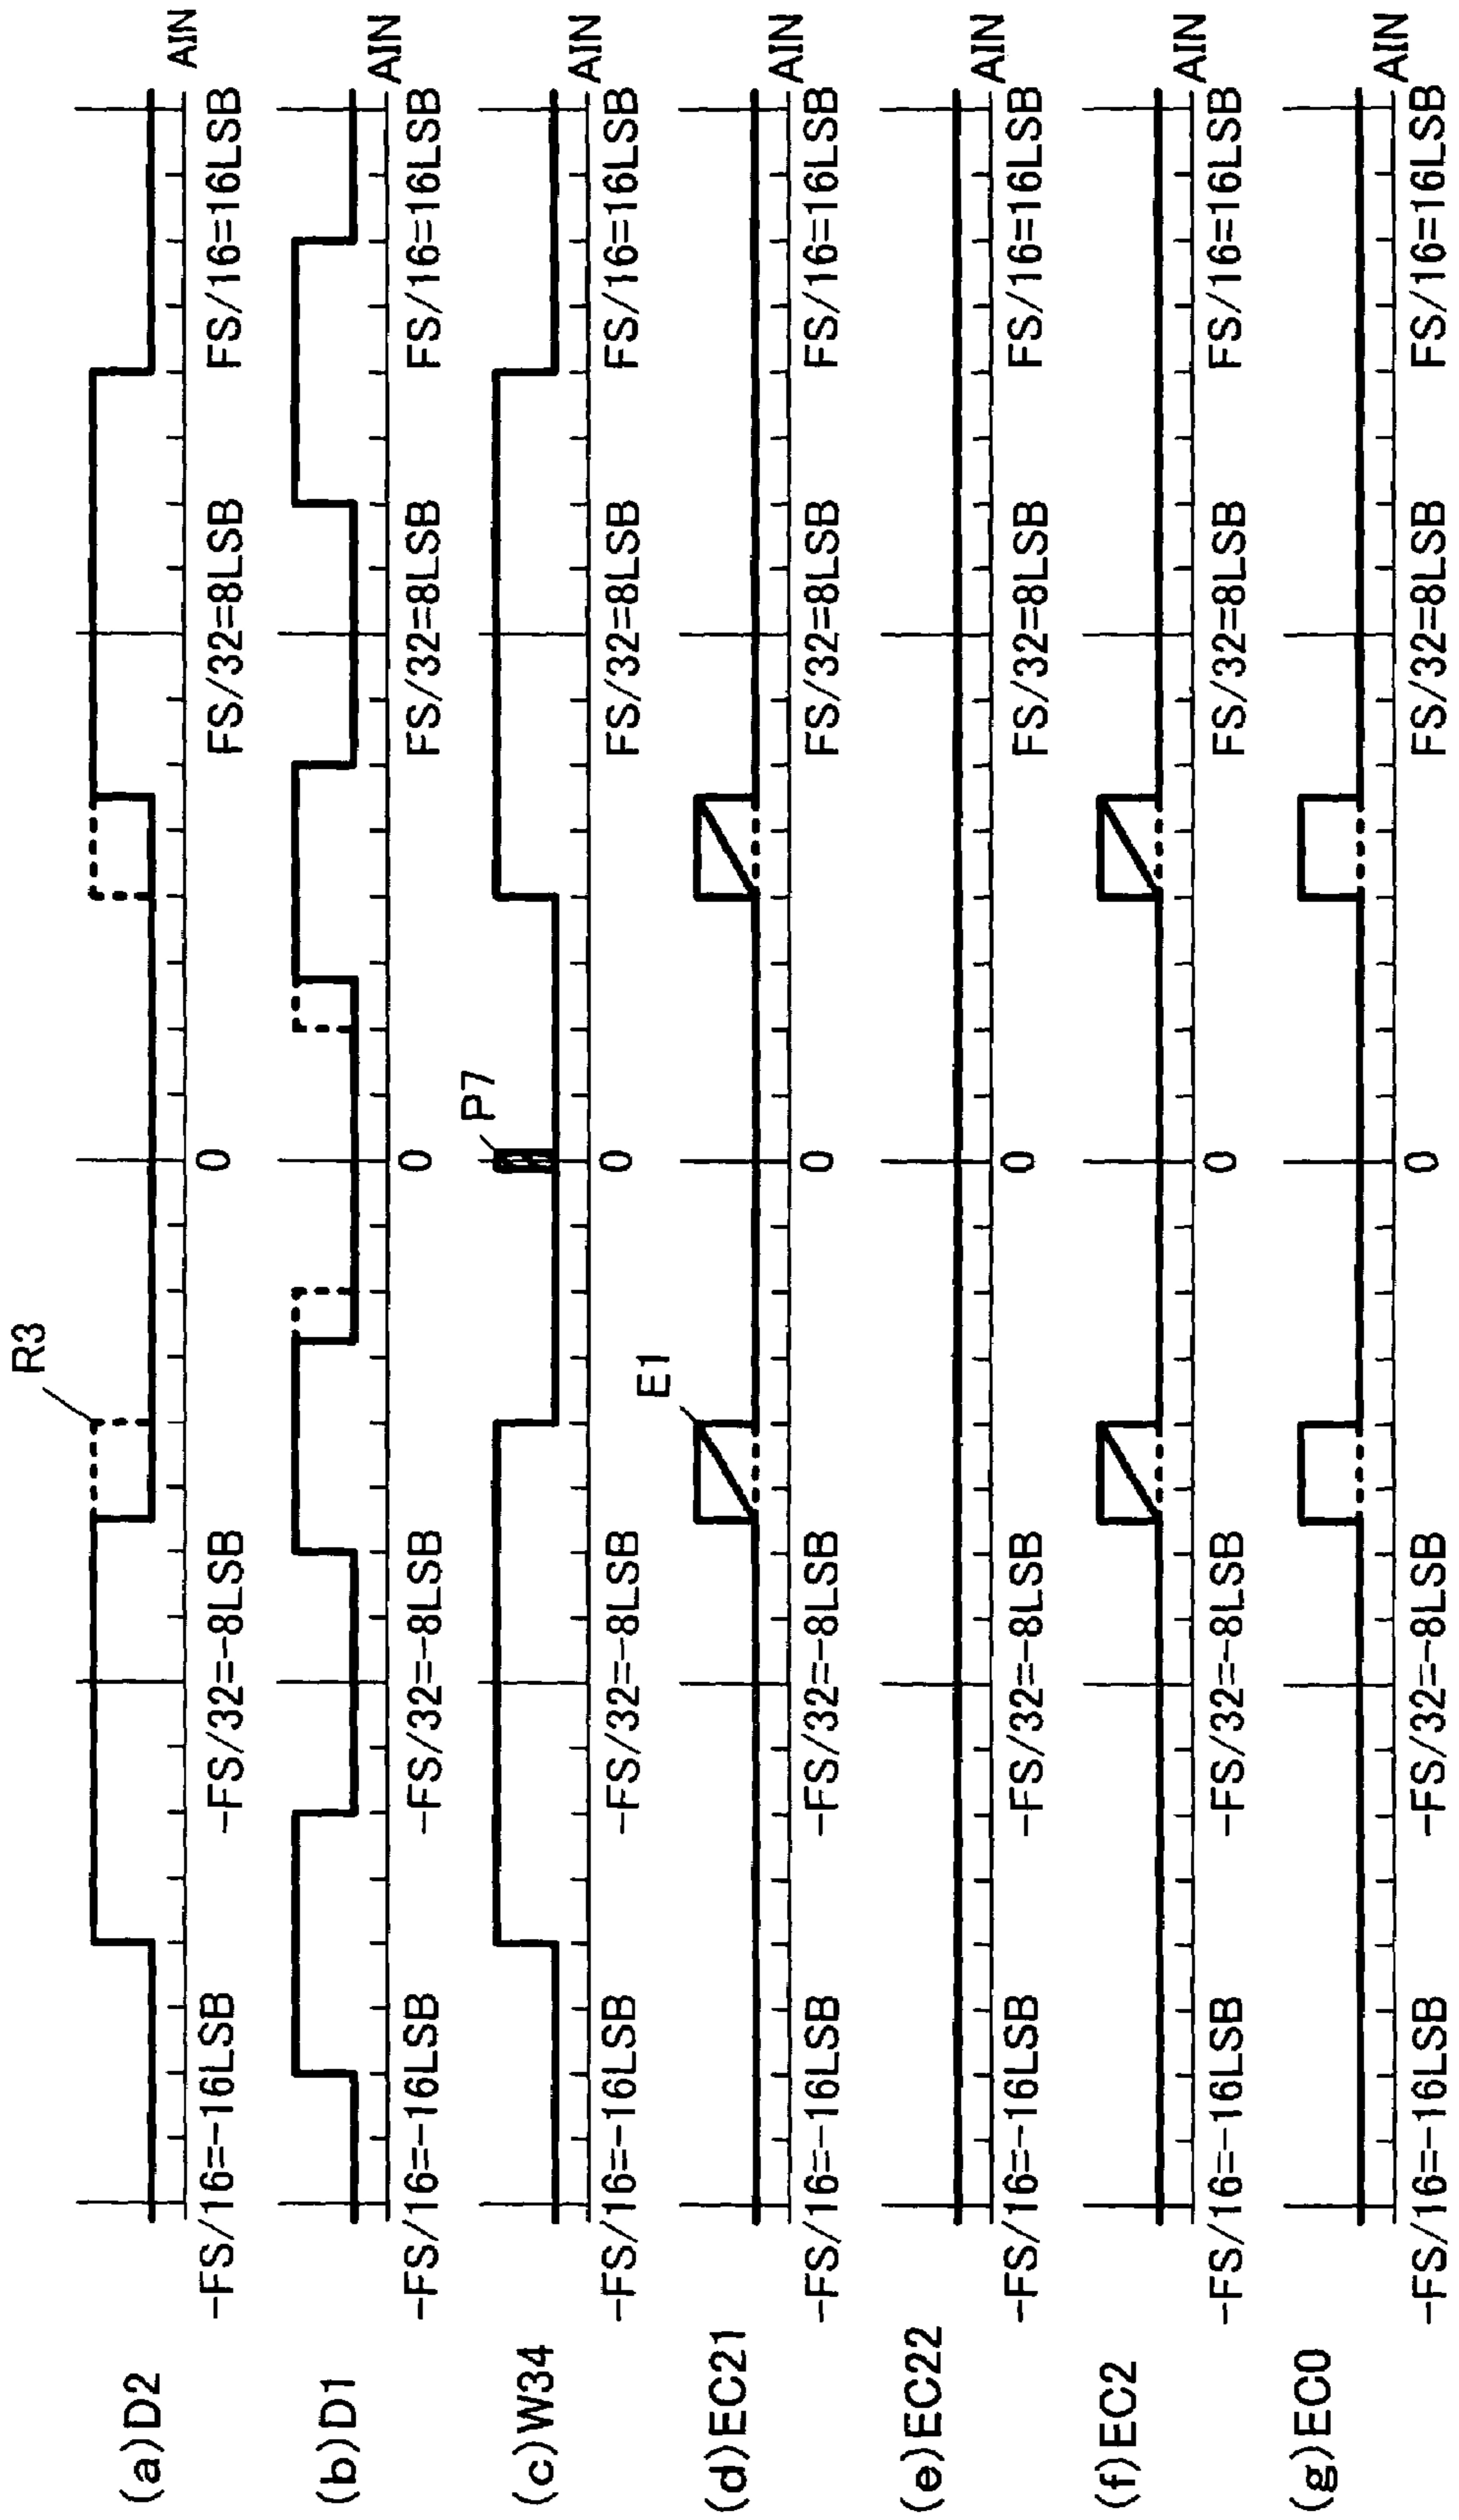 R3
(a)D2
-FS/16=-16LSB
-FS/32=-8LSB
0
FS/32=8LSB
FS/16=16LSB
AIN
(b)D1
-FS/16=-16LSB
-FS/32=-8LSB
0
FS/32=8LSB
FS/16=16LSB
AIN
P7
(c)W34
-FS/16=-16LSB
-FS/32=-8LSB
0
FS/32=8LSB
FS/16=16LSB
AIN
E1
(d)EC21
-FS/16=-16LSB
-FS/32=-8LSB
0
FS/32=8LSB
FS/16=16LSB
AIN
(e)EC22
-FS/16=-16LSB
-FS/32=-8LSB
0
FS/32=8LSB
FS/16=16LSB
AIN
(f)EC2
-FS/16=-16LSB
-FS/32=-8LSB
0
FS/32=8LSB
FS/16=16LSB
AIN
(g)EC0
-FS/16=-16LSB
-FS/32=-8LSB
0
FS/32=8LSB
FS/16=16LSB
AIN